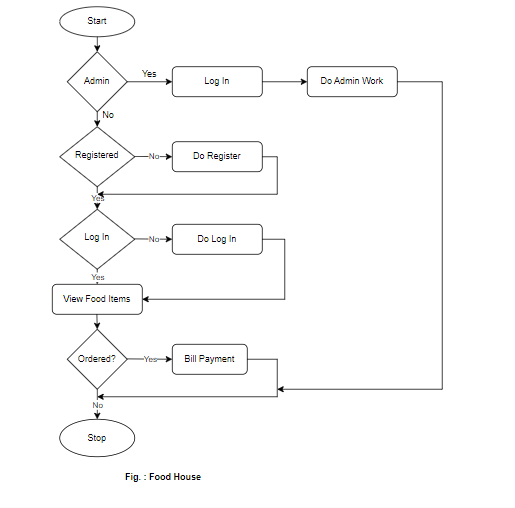 Start
Admin
Yes
Log In
Do Admin Work
No
Registered
No
Do Register
Yes
Log In
No
Do Log In
Yes
View Food Items
Ordered?
Yes
Bill Payment
No
Stop
Fig. : Food House